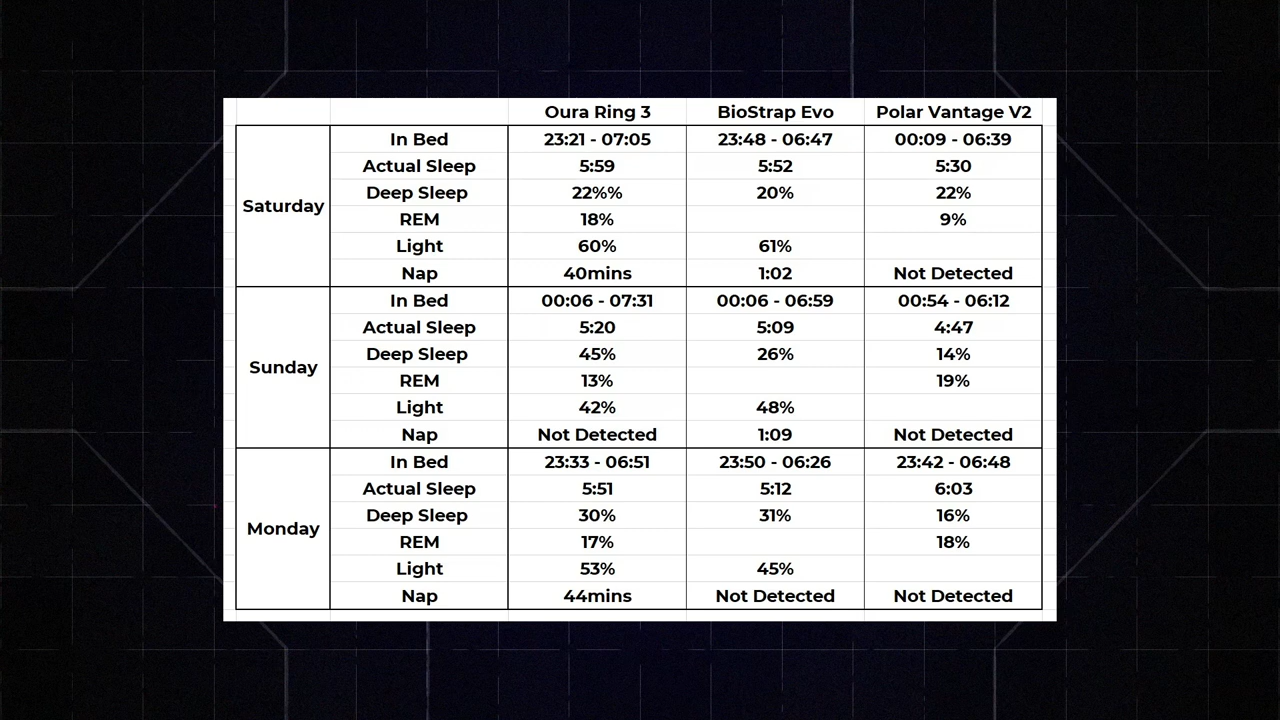 Oura Ring 3 BioStrap Evo Polar Vantage V2
Saturday
In Bed 23:21 - 07:05 23:48 - 06:47 00:09 - 06:39
Actual Sleep 5:59 5:52 5:30
Deep Sleep 22%% 20% 22%
REM 18% 9%
Light 60% 61%
Nap 40mins 1:02 Not Detected
Sunday
In Bed 00:06 - 07:31 00:06 - 06:59 00:54 - 06:12
Actual Sleep 5:20 5:09 4:47
Deep Sleep 45% 26% 14%
REM 13% 19%
Light 42% 48%
Nap Not Detected 1:09 Not Detected
Monday
In Bed 23:33 - 06:51 23:50 - 06:26 23:42 - 06:48
Actual Sleep 5:51 5:12 6:03
Deep Sleep 30% 31% 16%
REM 17% 18%
Light 53% 45%
Nap 44mins Not Detected Not Detected